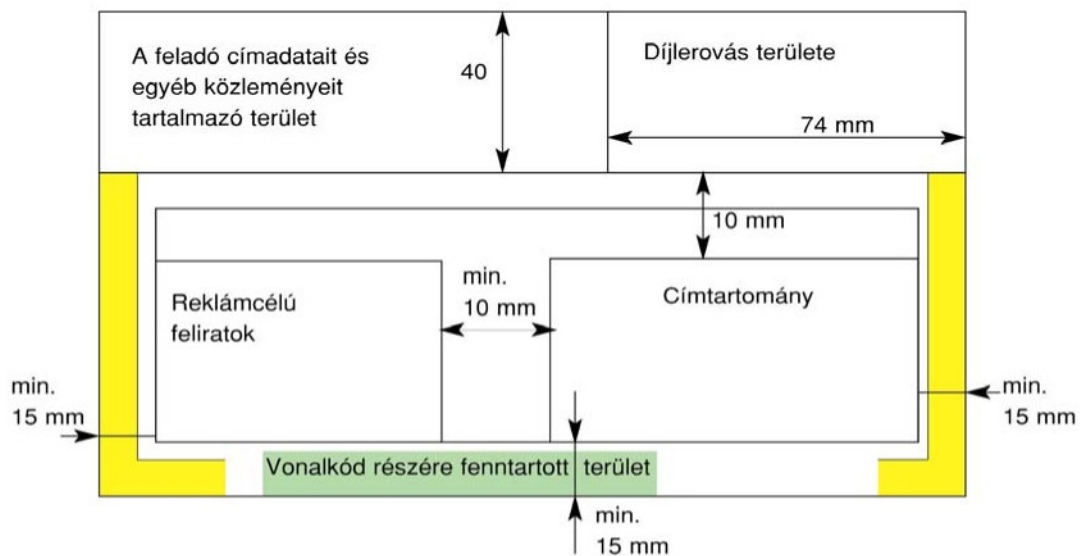 A feladó címadatait és
egyéb közleményeit
tartalmazó terület
40
Díjlerovás területe
74 mm
10 mm
Reklámcélú
feliratok
min.
10 mm
Címtartomány
min.
15 mm
min.
15 mm
Vonalkód részére fenntartott terület
min.
15 mm